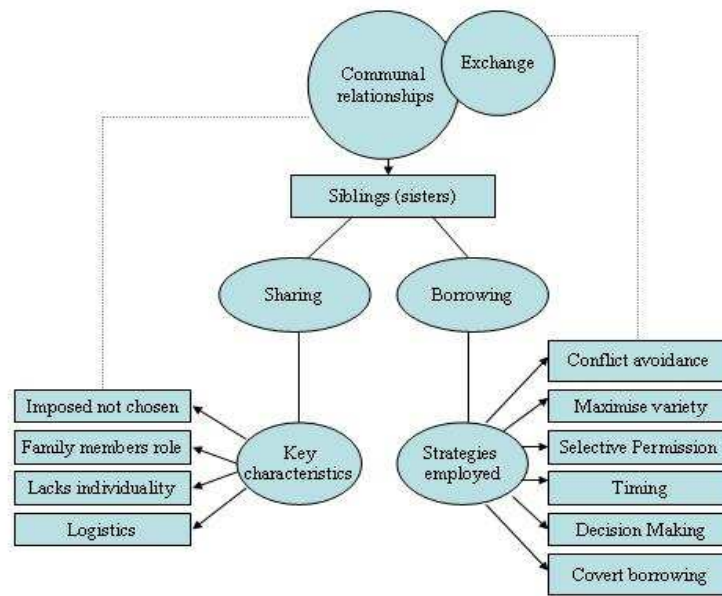 Communal
relationships
Exchange
Siblings (sisters)
Sharing
Borrowing
Conflict avoidance
Imposed not chosen
Maximise variety
Family members role
Key
characteristics
Strategies
employed
Selective Permission
Lacks individuality
Timing
Logistics
Decision Making
Covert borrowing